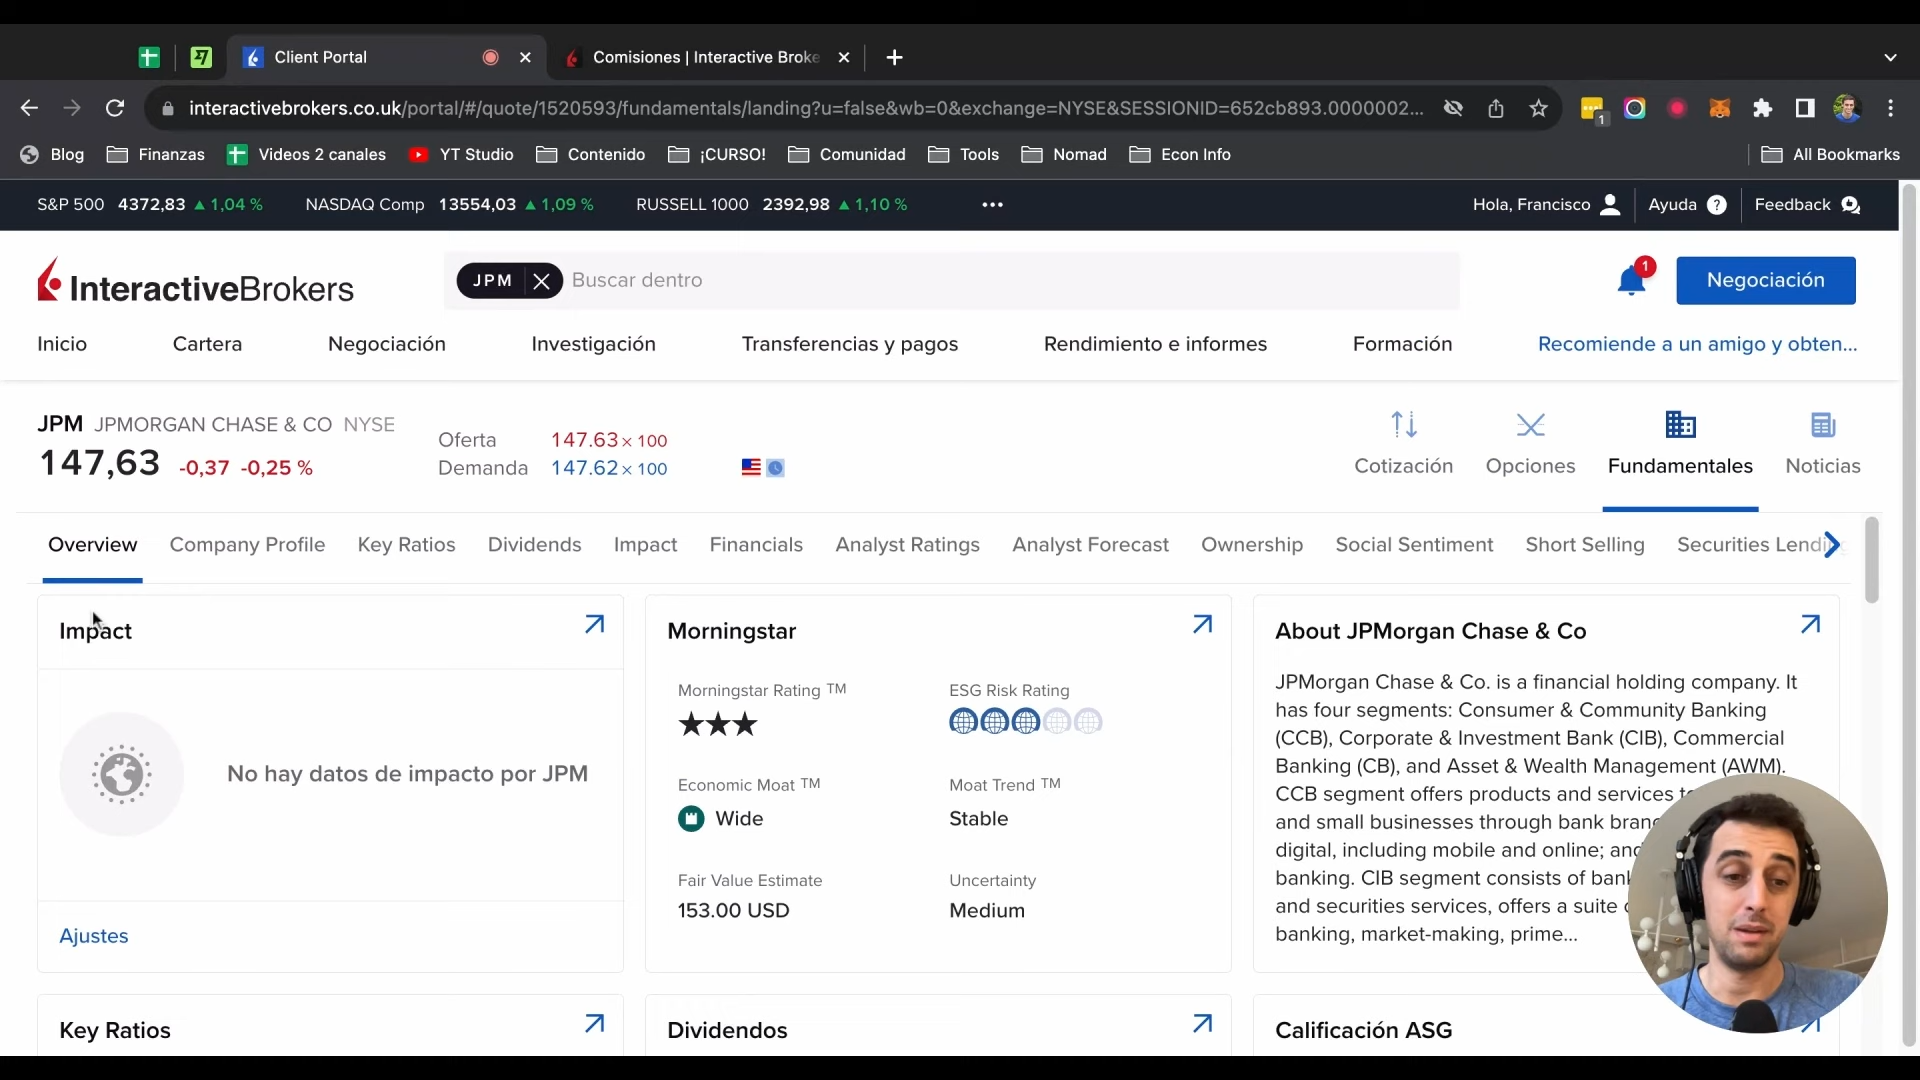 Client Portal
Comisiones | Interactive Broke
interactivebrokers.co.uk/portal/#/quote/1520593/fundamentals/landing?u=false&wb=0&exchange=NYSE&SESSIONID=652cb893.0000002...
1
Blog
Finanzas
Videos 2 canales
YT Studio
Contenido
¡CURSO!
Comunidad
Tools
Nomad
Econ Info
All Bookmarks
S&P 500 4372,83 ▲ 1,04 %
NASDAQ Comp 13554,03 ▲ 1,09 %
RUSSELL 1000 2392,98 ▲ 1,10 %
•••
Hola, Francisco
Ayuda ?
Feedback
InteractiveBrokers
JPM
Buscar dentro
1
Negociación
Inicio
Cartera
Negociación
Investigación
Transferencias y pagos
Rendimiento e informes
Formación
Recomiende a un amigo y obten...
JPM JPMORGAN CHASE & CO NYSE
147,63 -0,37 -0,25 %
Oferta 147.63 × 100
Demanda 147.62 × 100
Cotización
Opciones
Fundamentales
Noticias
Overview
Company Profile
Key Ratios
Dividends
Impact
Financials
Analyst Ratings
Analyst Forecast
Ownership
Social Sentiment
Short Selling
Securities Lendi
Impact
No hay datos de impacto por JPM
Ajustes
Morningstar
Morningstar Rating ™
★★★
ESG Risk Rating
Economic Moat ™
Wide
Moat Trend ™
Stable
Fair Value Estimate
153.00 USD
Uncertainty
Medium
About JPMorgan Chase & Co
JPMorgan Chase & Co. is a financial holding company. It
has four segments: Consumer & Community Banking
(CCB), Corporate & Investment Bank (CIB), Commercial
Banking (CB), and Asset & Wealth Management (AWM).
CCB segment offers products and services
and small businesses through bank
digital, including mobile and online;
banking. CIB segment consists of
and securities services, offers a suite
banking, market-making, prime...
Key Ratios
Dividendos
Calificación ASG